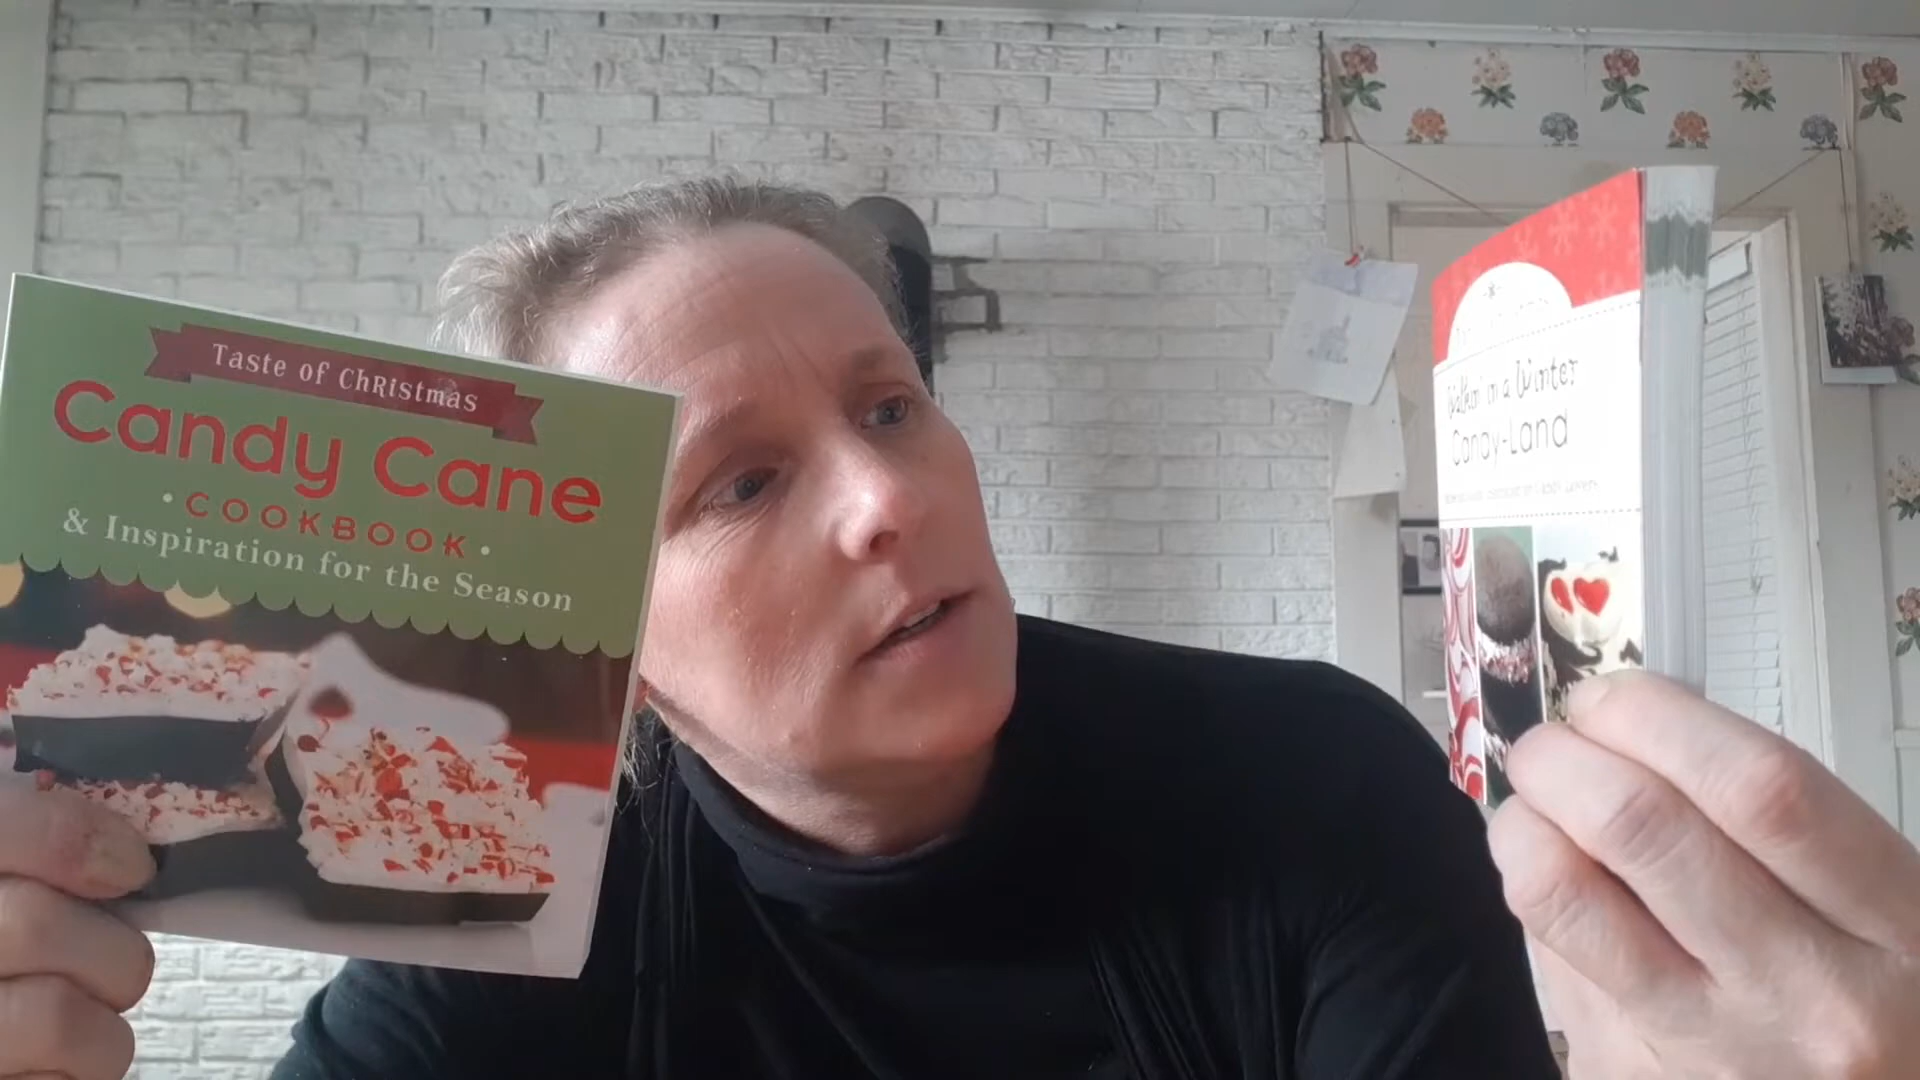 Taste of Christmas
Candy Cane
• COOKBOOK •
& Inspiration for the Season
Walkin' in a Winter
Candy-Land